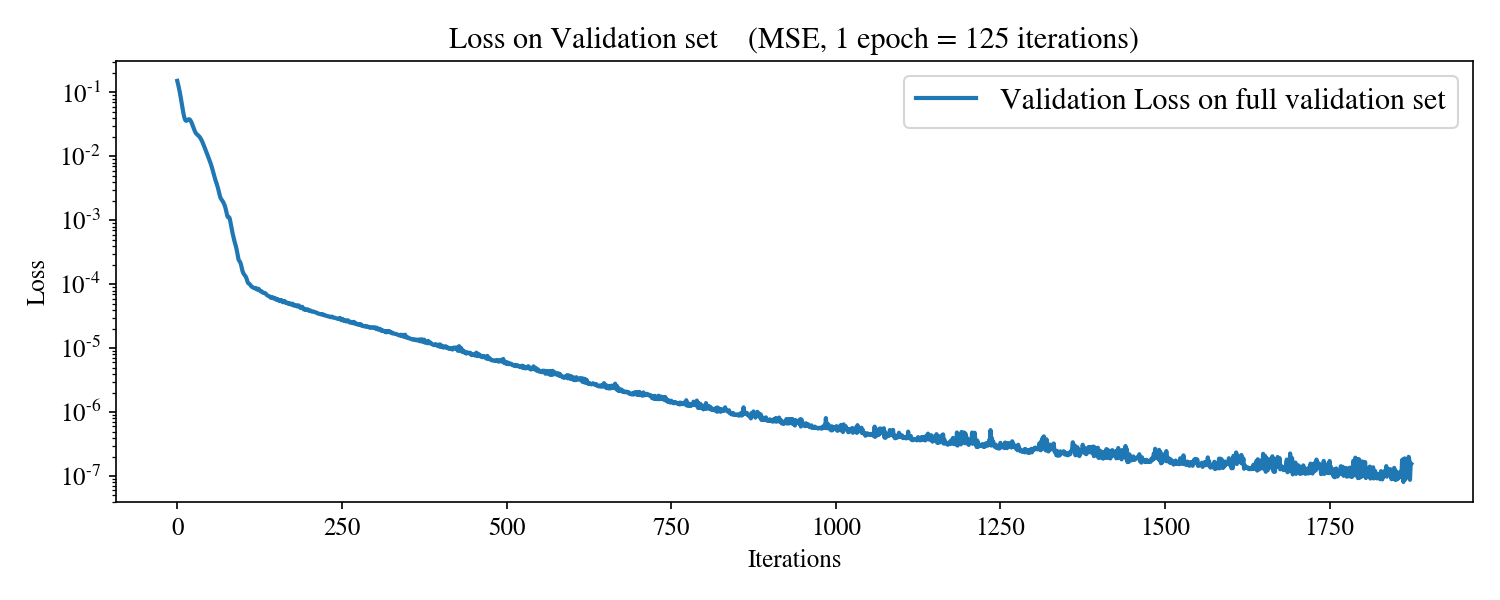 Loss on Validation set (MSE, 1 epoch = 125 iterations)
Validation Loss on full validation set
10⁻¹
10⁻²
10⁻³
10⁻⁴
10⁻⁵
10⁻⁶
10⁻⁷
Loss
0 250 500 750 1000 1250 1500 1750
Iterations